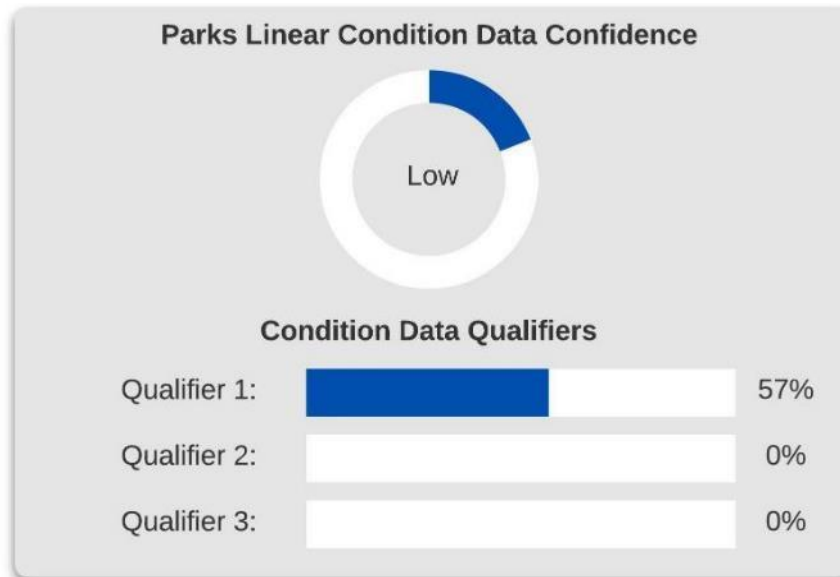 Parks Linear Condition Data Confidence
Low
Condition Data Qualifiers
Qualifier 1: 57%
Qualifier 2: 0%
Qualifier 3: 0%